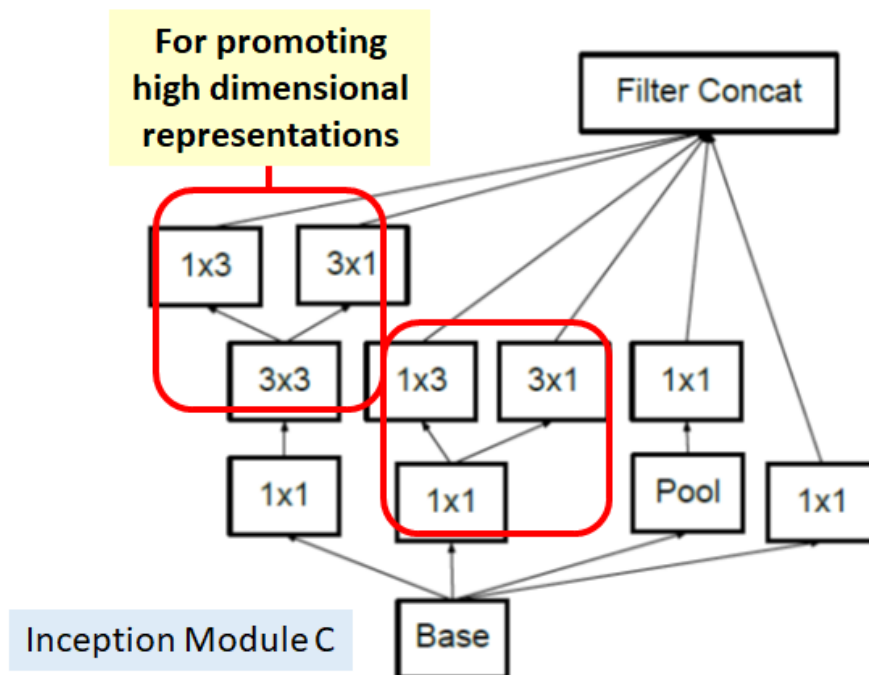 For promoting
high dimensional
representations
Filter Concat
1x3
3x1
3x3
1x3
3x1
1x1
1x1
1x1
Pool
1x1
Base
Inception Module C